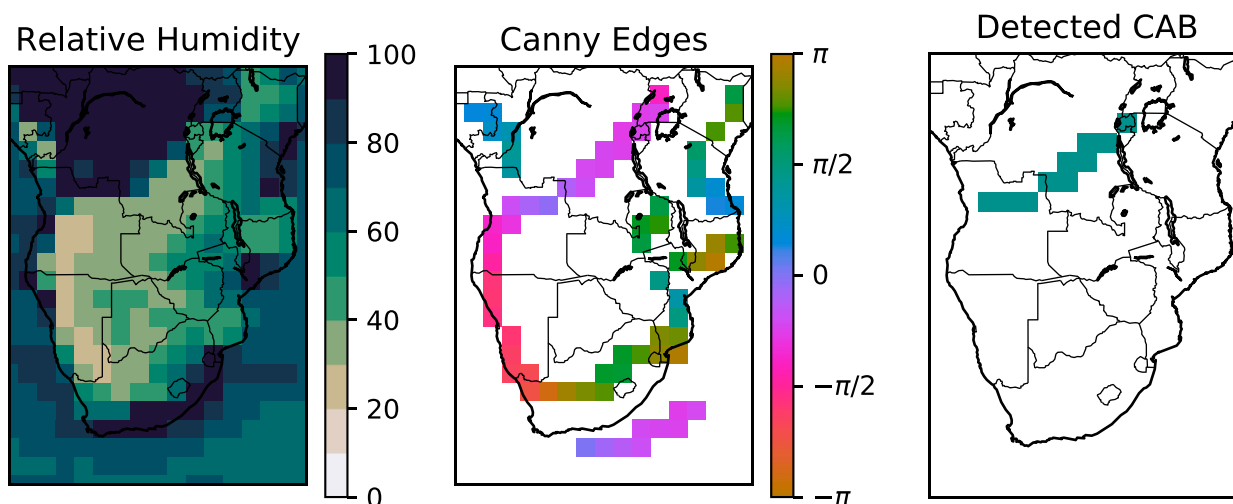 Relative Humidity
100
80
60
40
20
0
Canny Edges
π
π/2
0
−π/2
−π
Detected CAB